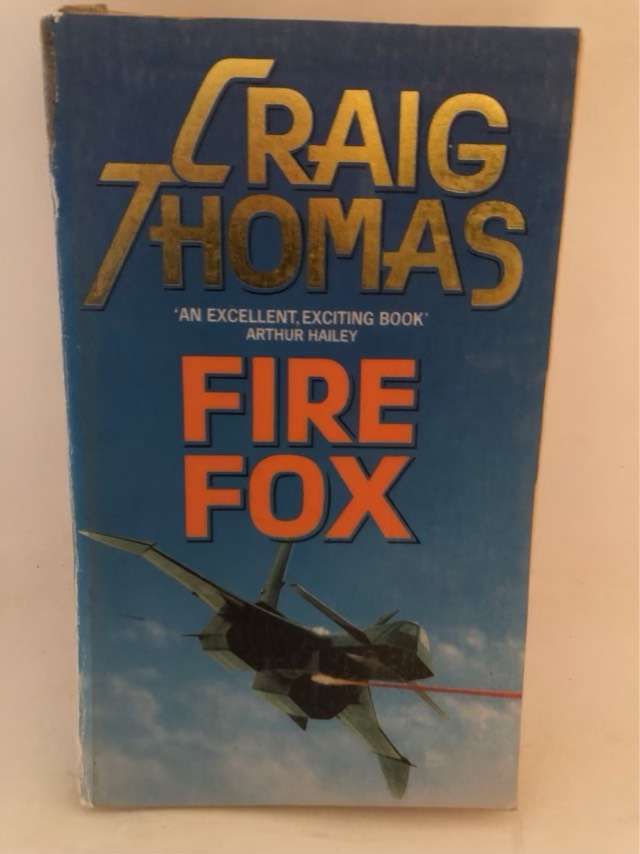 CRAIG
THOMAS
'AN EXCELLENT, EXCITING BOOK'
ARTHUR HAILEY
FIRE
FOX